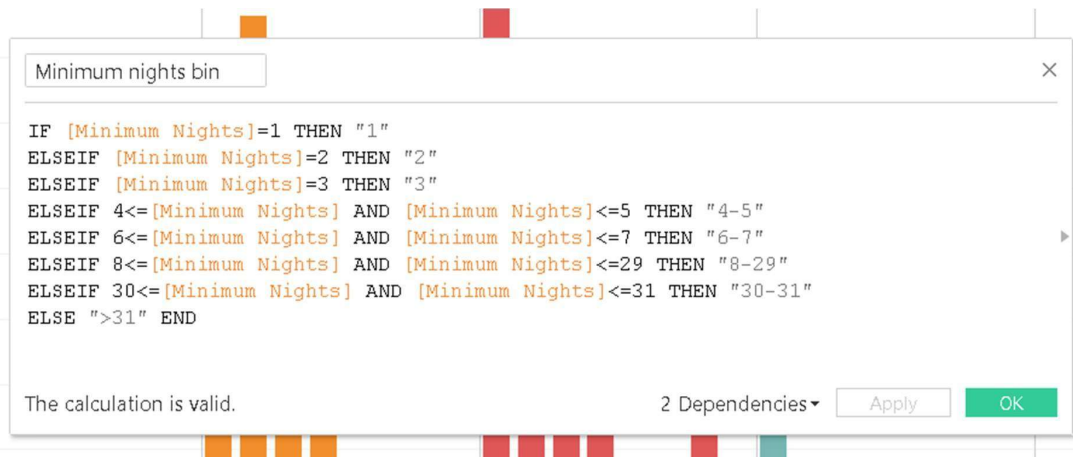 Minimum nights bin
IF [Minimum Nights]=1 THEN "1"
ELSEIF [Minimum Nights]=2 THEN "2"
ELSEIF [Minimum Nights]=3 THEN "3"
ELSEIF 4<=[Minimum Nights] AND [Minimum Nights]<=5 THEN "4-5"
ELSEIF 6<=[Minimum Nights] AND [Minimum Nights]<=7 THEN "6-7"
ELSEIF 8<=[Minimum Nights] AND [Minimum Nights]<=29 THEN "8-29"
ELSEIF 30<=[Minimum Nights] AND [Minimum Nights]<=31 THEN "30-31"
ELSE ">31" END
The calculation is valid. 2 Dependencies Apply OK